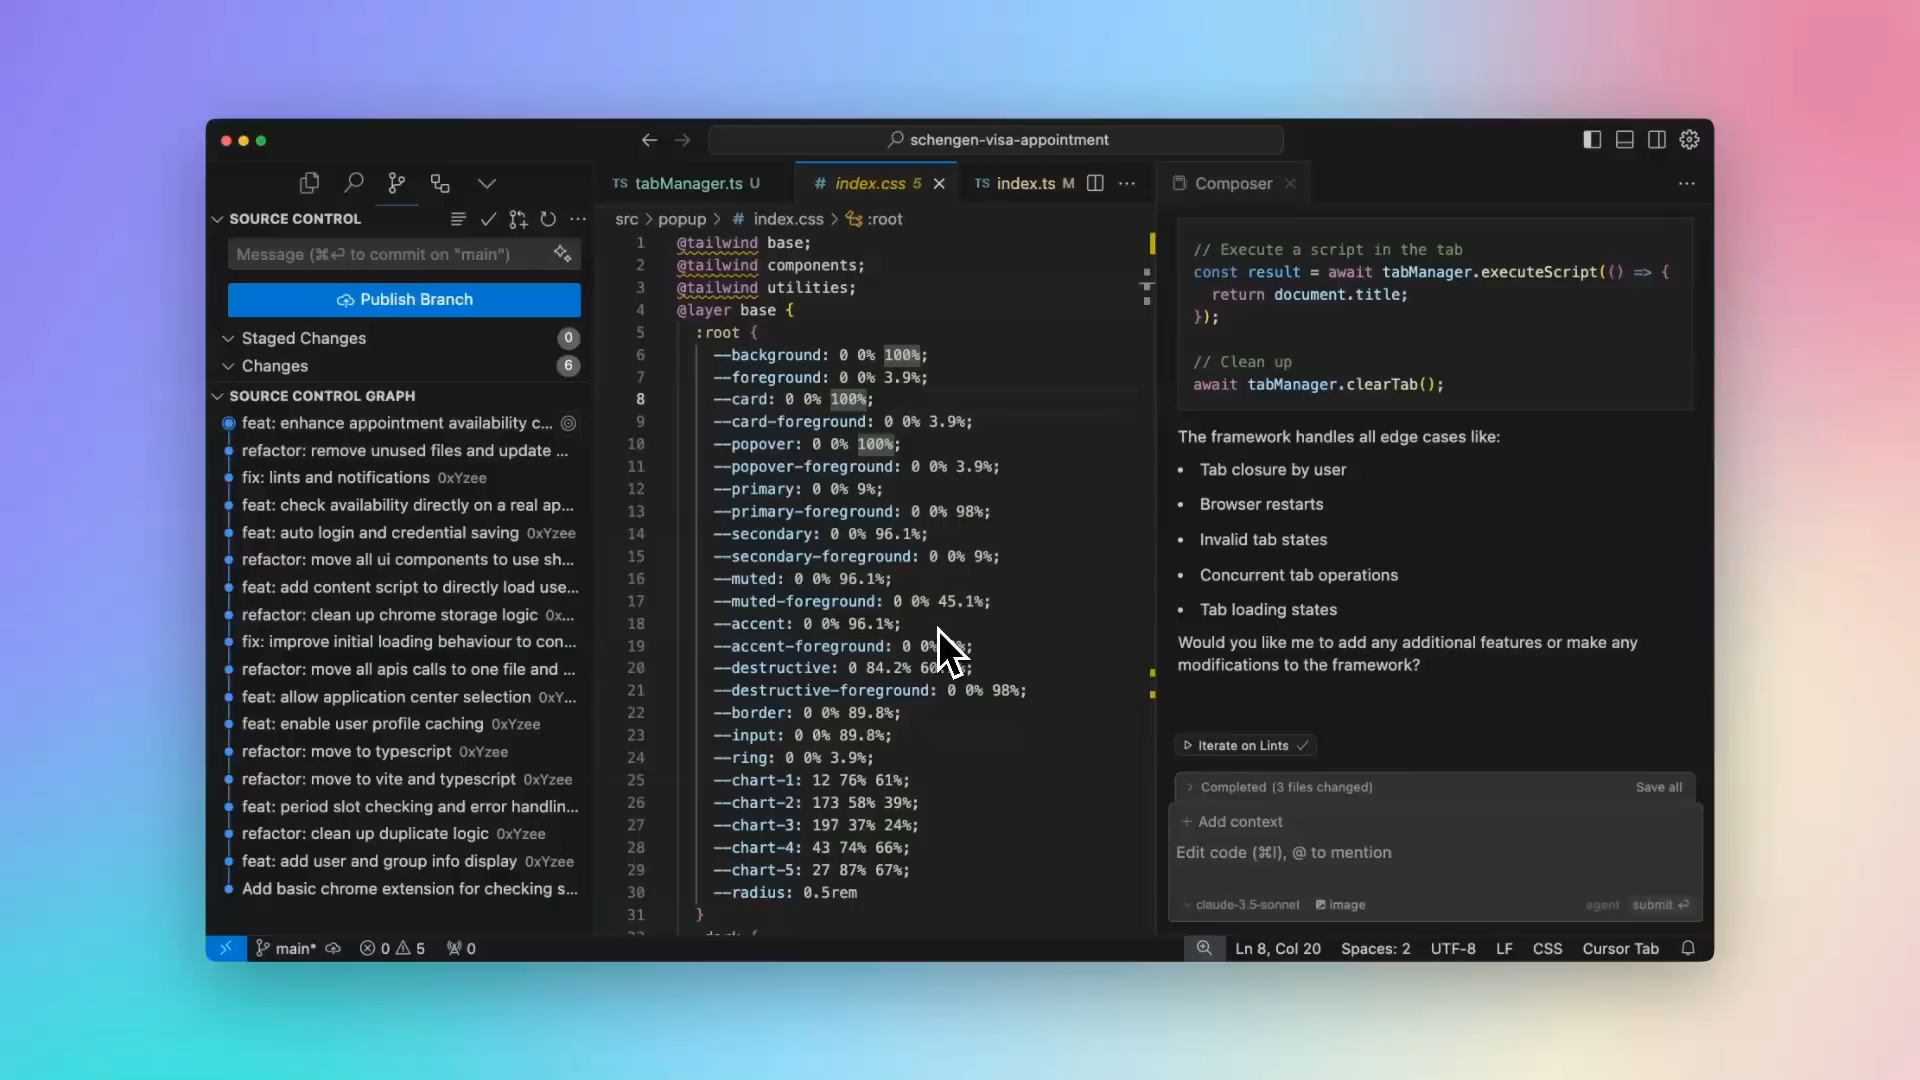 schengen-visa-appointment
SOURCE CONTROL
Message (⌘⏎ to commit on "main")
Publish Branch
Staged Changes 0
Changes 6
SOURCE CONTROL GRAPH
feat: enhance appointment availability c...
refactor: remove unused files and update ...
fix: lints and notifications 0xYzee
feat: check availability directly on a real ap...
feat: auto login and credential saving 0xYzee
refactor: move all ui components to use sh...
feat: add content script to directly load use...
refactor: clean up chrome storage logic 0x...
fix: improve initial loading behaviour to con...
refactor: move all apis calls to one file and ...
feat: allow application center selection 0xY...
feat: enable user profile caching 0xYzee
refactor: move to typescript 0xYzee
refactor: move to vite and typescript 0xYzee
feat: period slot checking and error handlin...
refactor: clean up duplicate logic 0xYzee
feat: add user and group info display 0xYzee
Add basic chrome extension for checking s...
TS tabManager.ts U
# index.css 5
TS index.ts M
src > popup > # index.css > :root
1 @tailwind base;
2 @tailwind components;
3 @tailwind utilities;
4 @layer base {
5 :root {
6 --background: 0 0% 100%;
7 --foreground: 0 0% 3.9%;
8 --card: 0 0% 100%;
9 --card-foreground: 0 0% 3.9%;
10 --popover: 0 0% 100%;
11 --popover-foreground: 0 0% 3.9%;
12 --primary: 0 0% 9%;
13 --primary-foreground: 0 0% 98%;
14 --secondary: 0 0% 96.1%;
15 --secondary-foreground: 0 0% 9%;
16 --muted: 0 0% 96.1%;
17 --muted-foreground: 0 0% 45.1%;
18 --accent: 0 0% 96.1%;
19 --accent-foreground: 0 0%
20 --destructive: 0 84.2%
21 --destructive-foreground: 0 0% 98%;
22 --border: 0 0% 89.8%;
23 --input: 0 0% 89.8%;
24 --ring: 0 0% 3.9%;
25 --chart-1: 12 76% 61%;
26 --chart-2: 173 58% 39%;
27 --chart-3: 197 37% 24%;
28 --chart-4: 43 74% 66%;
29 --chart-5: 27 87% 67%;
30 --radius: 0.5rem
31 }
Composer
// Execute a script in the tab
const result = await tabManager.executeScript(() => {
return document.title;
});
// Clean up
await tabManager.clearTab();
The framework handles all edge cases like:
• Tab closure by user
• Browser restarts
• Invalid tab states
• Concurrent tab operations
• Tab loading states
Would you like me to add any additional features or make any
modifications to the framework?
Iterate on Lints ✓
Completed (3 files changed) Save all
+ Add context
Edit code (⌘I), @ to mention
claude-3.5-sonnet image agent submit ⏎
main* 0 5 0
Ln 8, Col 20 Spaces: 2 UTF-8 LF CSS Cursor Tab